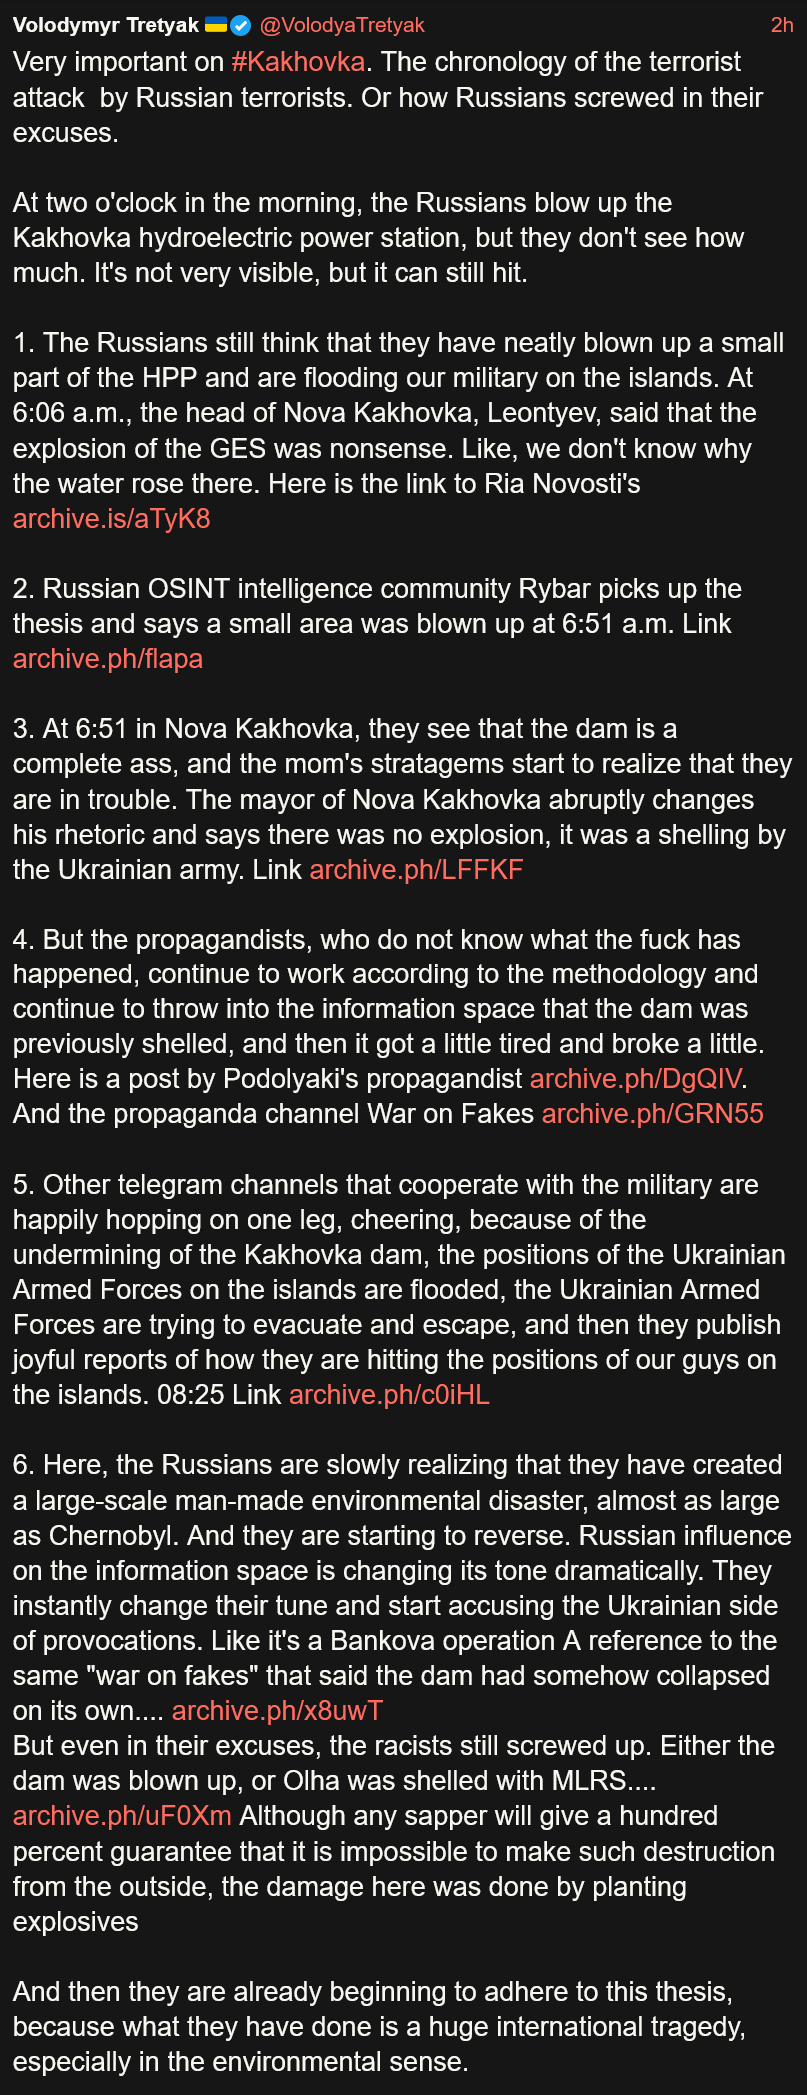 Volodymyr Tretyak 🇺🇦 @VolodyaTretyak 2h
Very important on #Kakhovka. The chronology of the terrorist
attack  by Russian terrorists. Or how Russians screwed in their
excuses.
At two o'clock in the morning, the Russians blow up the
Kakhovka hydroelectric power station, but they don't see how
much. It's not very visible, but it can still hit.
1. The Russians still think that they have neatly blown up a small
part of the HPP and are flooding our military on the islands. At
6:06 a.m., the head of Nova Kakhovka, Leontyev, said that the
explosion of the GES was nonsense. Like, we don't know why
the water rose there. Here is the link to Ria Novosti's
archive.is/aTyK8
2. Russian OSINT intelligence community Rybar picks up the
thesis and says a small area was blown up at 6:51 a.m. Link
archive.ph/flapa
3. At 6:51 in Nova Kakhovka, they see that the dam is a
complete ass, and the mom's stratagems start to realize that they
are in trouble. The mayor of Nova Kakhovka abruptly changes
his rhetoric and says there was no explosion, it was a shelling by
the Ukrainian army. Link archive.ph/LFFKF
4. But the propagandists, who do not know what the fuck has
happened, continue to work according to the methodology and
continue to throw into the information space that the dam was
previously shelled, and then it got a little tired and broke a little.
Here is a post by Podolyaki's propagandist archive.ph/DgQIV.
And the propaganda channel War on Fakes archive.ph/GRN55
5. Other telegram channels that cooperate with the military are
happily hopping on one leg, cheering, because of the
undermining of the Kakhovka dam, the positions of the Ukrainian
Armed Forces on the islands are flooded, the Ukrainian Armed
Forces are trying to evacuate and escape, and then they publish
joyful reports of how they are hitting the positions of our guys on
the islands. 08:25 Link archive.ph/c0iHL
6. Here, the Russians are slowly realizing that they have created
a large-scale man-made environmental disaster, almost as large
as Chernobyl. And they are starting to reverse. Russian influence
on the information space is changing its tone dramatically. They
instantly change their tune and start accusing the Ukrainian side
of provocations. Like it's a Bankova operation A reference to the
same "war on fakes" that said the dam had somehow collapsed
on its own.... archive.ph/x8uwT
But even in their excuses, the racists still screwed up. Either the
dam was blown up, or Olha was shelled with MLRS....
archive.ph/uF0Xm Although any sapper will give a hundred
percent guarantee that it is impossible to make such destruction
from the outside, the damage here was done by planting
explosives
And then they are already beginning to adhere to this thesis,
because what they have done is a huge international tragedy,
especially in the environmental sense.